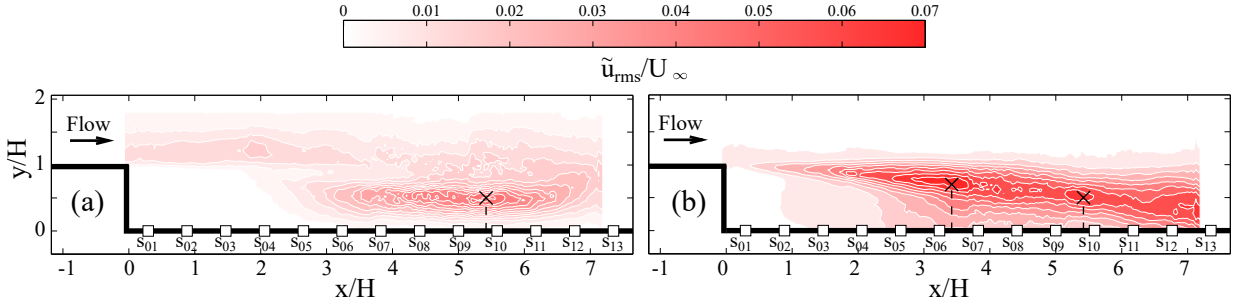 0 0.01 0.02 0.03 0.04 0.05 0.06 0.07
ũrms/U∞
2
1
0
y/H
Flow
(a)
S01 S02 S03 S04 S05 S06 S07 S08 S09 S10 S11 S12 S13
-1 0 1 2 3 4 5 6 7
x/H
Flow
(b)
S01 S02 S03 S04 S05 S06 S07 S08 S09 S10 S11 S12 S13
-1 0 1 2 3 4 5 6 7
x/H